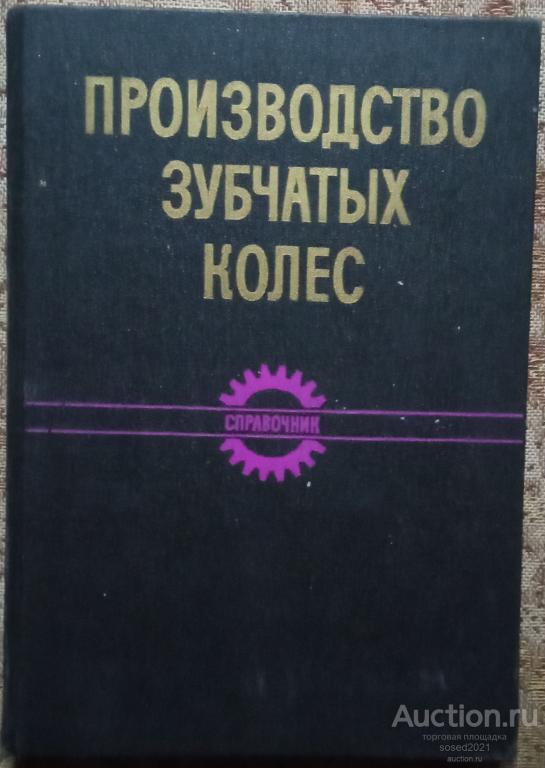 ПРОИЗВОДСТВО
ЗУБЧАТЫХ
КОЛЕС
СПРАВОЧНИК
Auction.ru
торговая площадка
sosed2021
auction.ru